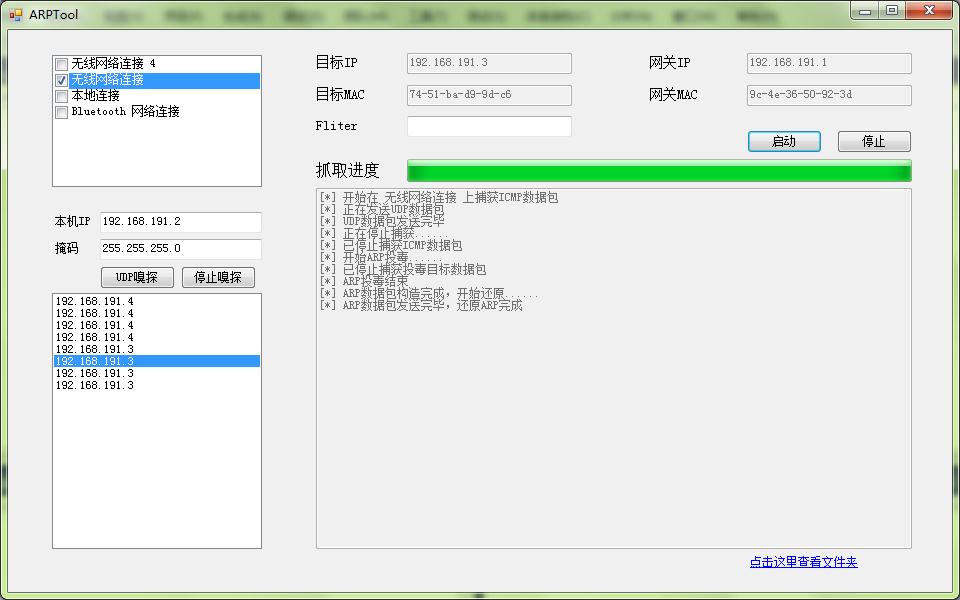 ARPTool
无线网络连接 4
无线网络连接
本地连接
Bluetooth 网络连接
本机IP 192.168.191.2
掩码 255.255.255.0
UDP嗅探 停止嗅探
192.168.191.4
192.168.191.4
192.168.191.4
192.168.191.4
192.168.191.3
192.168.191.3
192.168.191.3
192.168.191.3
目标IP 192.168.191.3 网关IP 192.168.191.1
目标MAC 74-51-ba-d9-9d-c6 网关MAC 9c-4e-36-50-92-3d
Fliter
启动 停止
抓取进度
[*] 开始在 无线网络连接 上捕获ICMP数据包
[*] 正在发送UDP数据包
[*] UDP数据包发送完毕
[*] 正在停止捕获......
[*] 已停止捕获ICMP数据包
[*] 开始ARP投毒......
[*] 已停止捕获投毒目标数据包
[*] ARP投毒结束
[*] ARP数据包构造完成，开始还原......
[*] ARP数据包发送完毕，还原ARP完成
点击这里查看文件夹